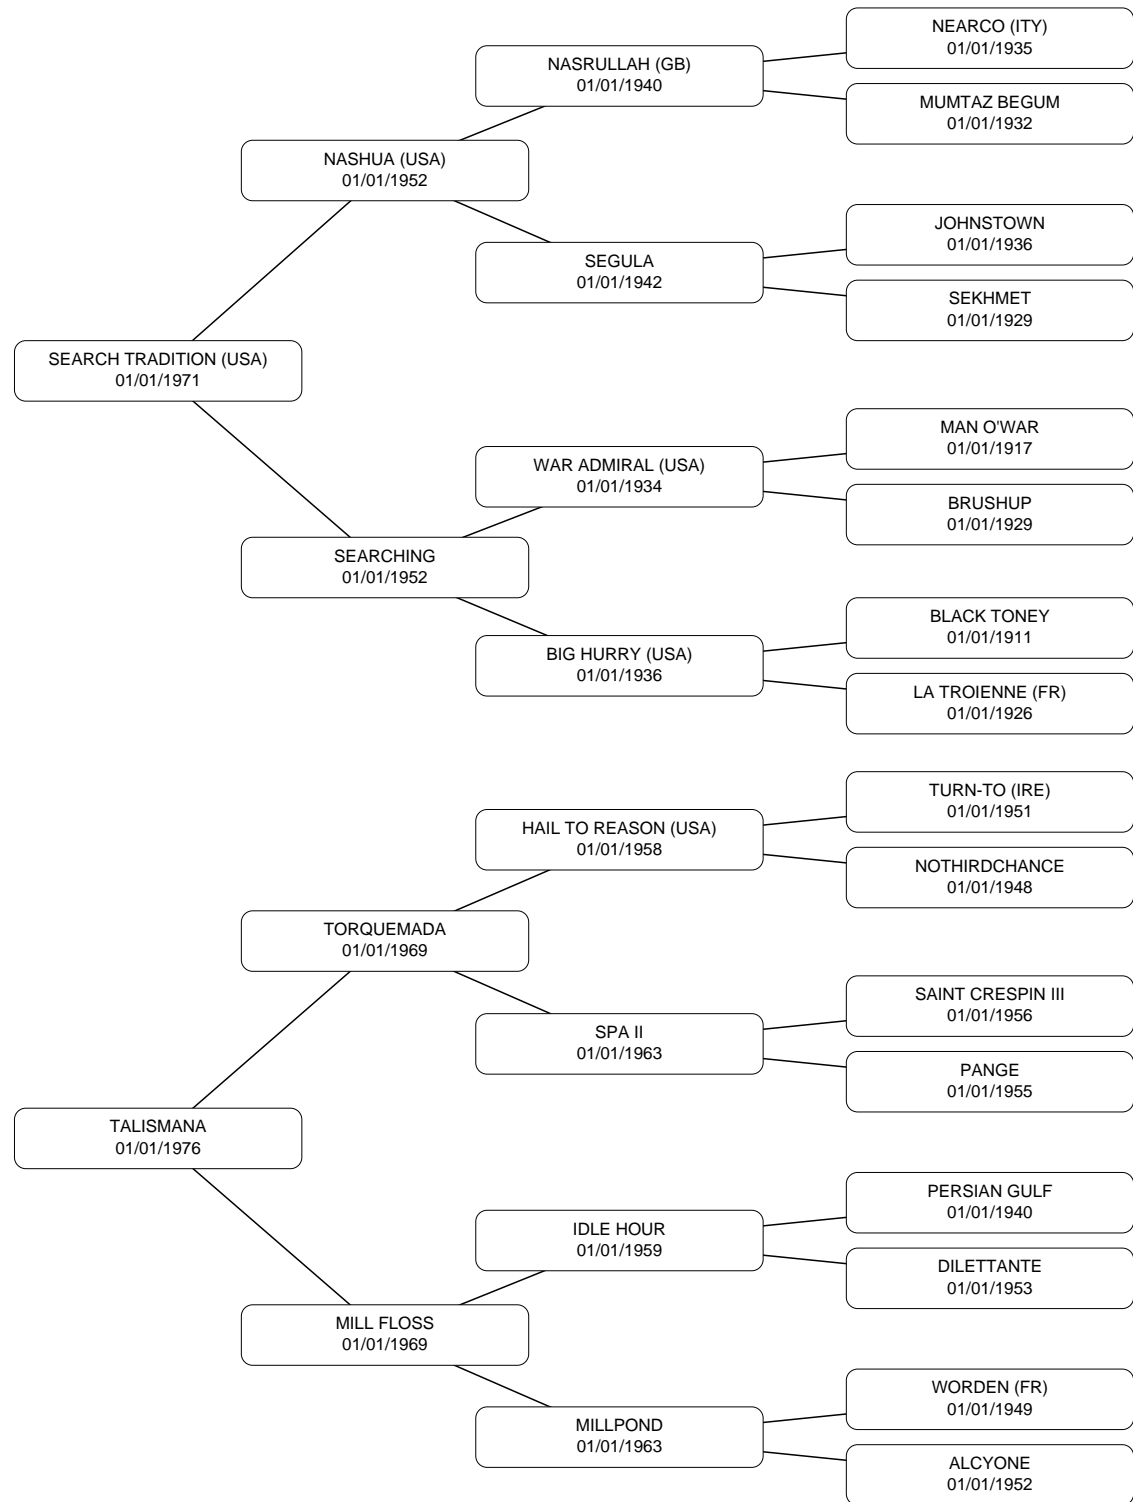 NEARCO (ITY)
01/01/1935
NASRULLAH (GB)
01/01/1940
MUMTAZ BEGUM
01/01/1932
NASHUA (USA)
01/01/1952
JOHNSTOWN
01/01/1936
SEGULA
01/01/1942
SEKHMET
01/01/1929
SEARCH TRADITION (USA)
01/01/1971
MAN O'WAR
01/01/1917
WAR ADMIRAL (USA)
01/01/1934
BRUSHUP
01/01/1929
SEARCHING
01/01/1952
BLACK TONEY
01/01/1911
BIG HURRY (USA)
01/01/1936
LA TROIENNE (FR)
01/01/1926
TURN-TO (IRE)
01/01/1951
HAIL TO REASON (USA)
01/01/1958
NOTHIRDCHANCE
01/01/1948
TORQUEMADA
01/01/1969
SAINT CRESPIN III
01/01/1956
SPA II
01/01/1963
PANGE
01/01/1955
TALISMANA
01/01/1976
PERSIAN GULF
01/01/1940
IDLE HOUR
01/01/1959
DILETTANTE
01/01/1953
MILL FLOSS
01/01/1969
WORDEN (FR)
01/01/1949
MILLPOND
01/01/1963
ALCYONE
01/01/1952